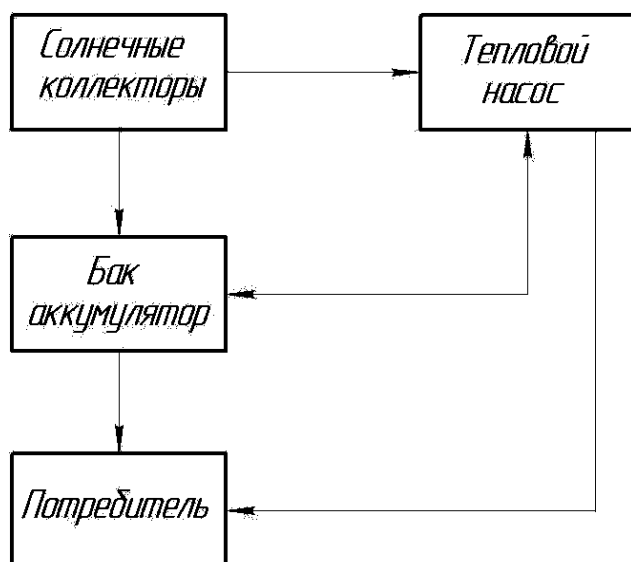 Солнечные
коллекторы
Тепловой
насос
Бак
аккумулятор
Потребитель